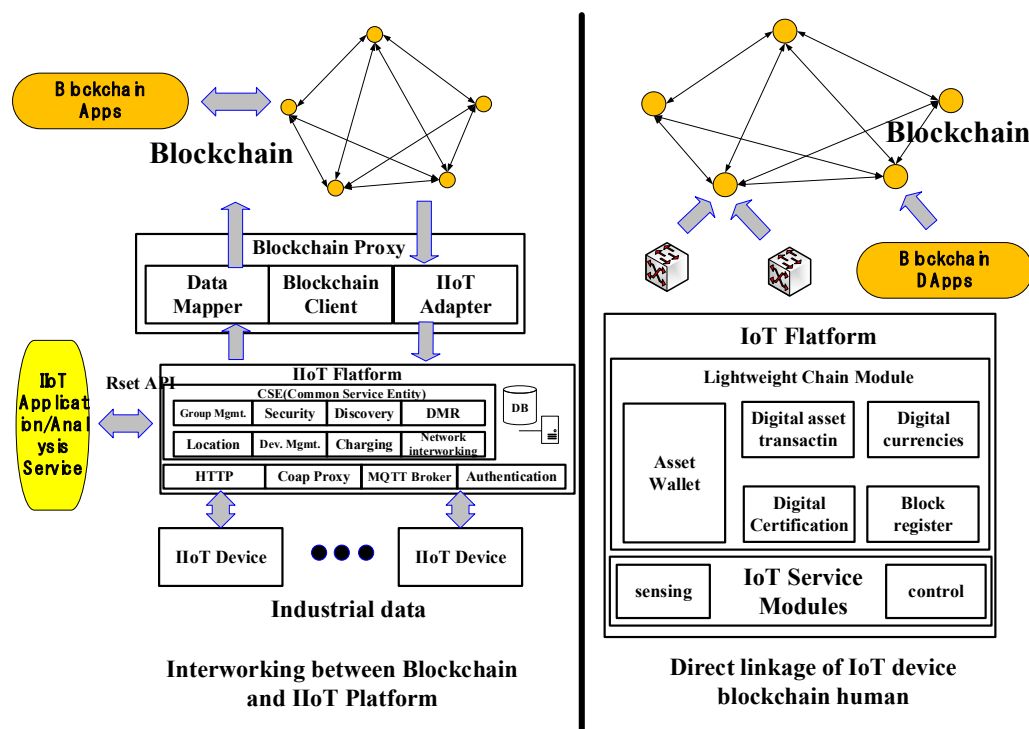 Blockchain
Apps
Blockchain
Blockchain Proxy
Data
Mapper
Blockchain
Client
IIoT
Adapter
IIoT
Applicat
ion/Anal
ysis
Service
Rset API
IIoT Flatform
CSE(Common Service Entity)
Group Mgmt.
Security
Discovery
DMR
Location
Dev. Mgmt.
Charging
Network
interworking
DB
HTTP
Coap Proxy
MQTT Broker
Authentication
IIoT Device
IIoT Device
Industrial data
Interworking between Blockchain
and IIoT Platform
Blockchain
Blockchain
DApps
IoT Flatform
Lightweight Chain Module
Asset
Wallet
Digital asset
transactin
Digital
currencies
Digital
Certification
Block
register
sensing
IoT Service
Modules
control
Direct linkage of IoT device
blockchain human